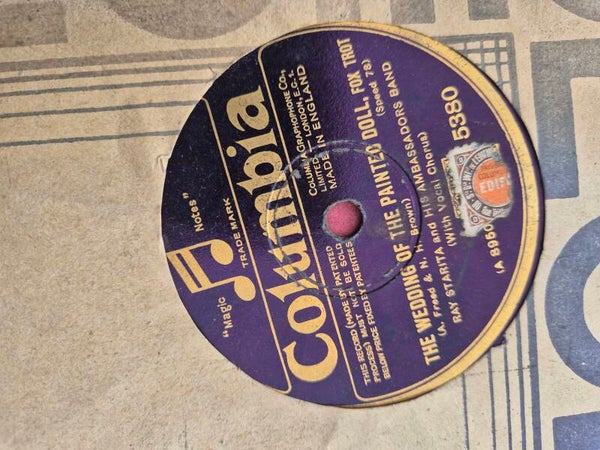 "Magic Notes"
TRADE MARK
Columbia
COLUMBIA GRAPHOPHONE CO.,
LIMITED. LONDON, E.C.1.
MADE IN ENGLAND
THIS RECORD (MADE BY PATENTED
PROCESS) MUST NOT BE SOLD
BELOW PRICE FIXED BY PATENTEES
THE WEDDING OF THE PAINTED DOLL, FOX TROT
(A. Freed & N. H. Brown) (Speed 78)
RAY STARITA and HIS AMBASSADORS BAND
(With Vocal Chorus)
5380